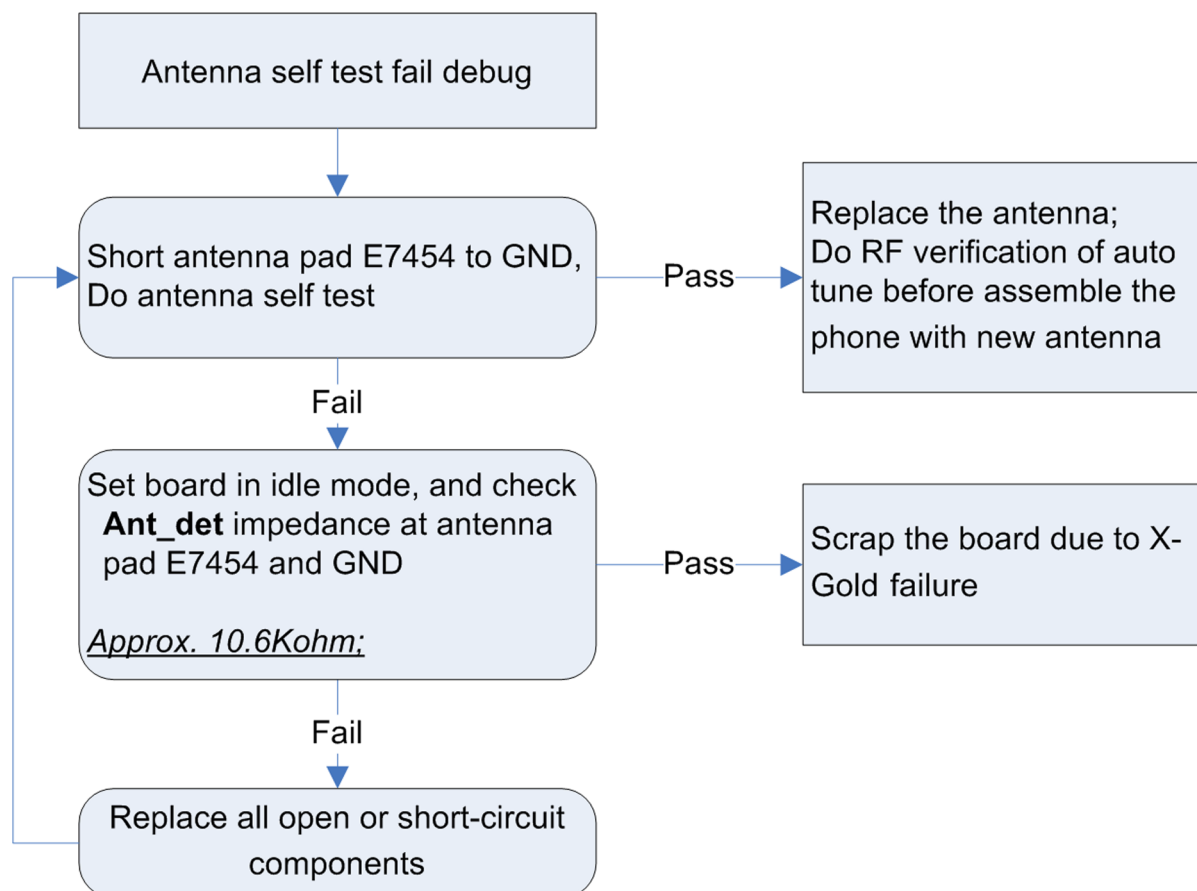 Antenna self test fail debug
Short antenna pad E7454 to GND,
Do antenna self test
Pass
Replace the antenna;
Do RF verification of auto
tune before assemble the
phone with new antenna
Fail
Set board in idle mode, and check
Ant_det impedance at antenna
pad E7454 and GND
Approx. 10.6Kohm;
Pass
Scrap the board due to X-
Gold failure
Fail
Replace all open or short-circuit
components